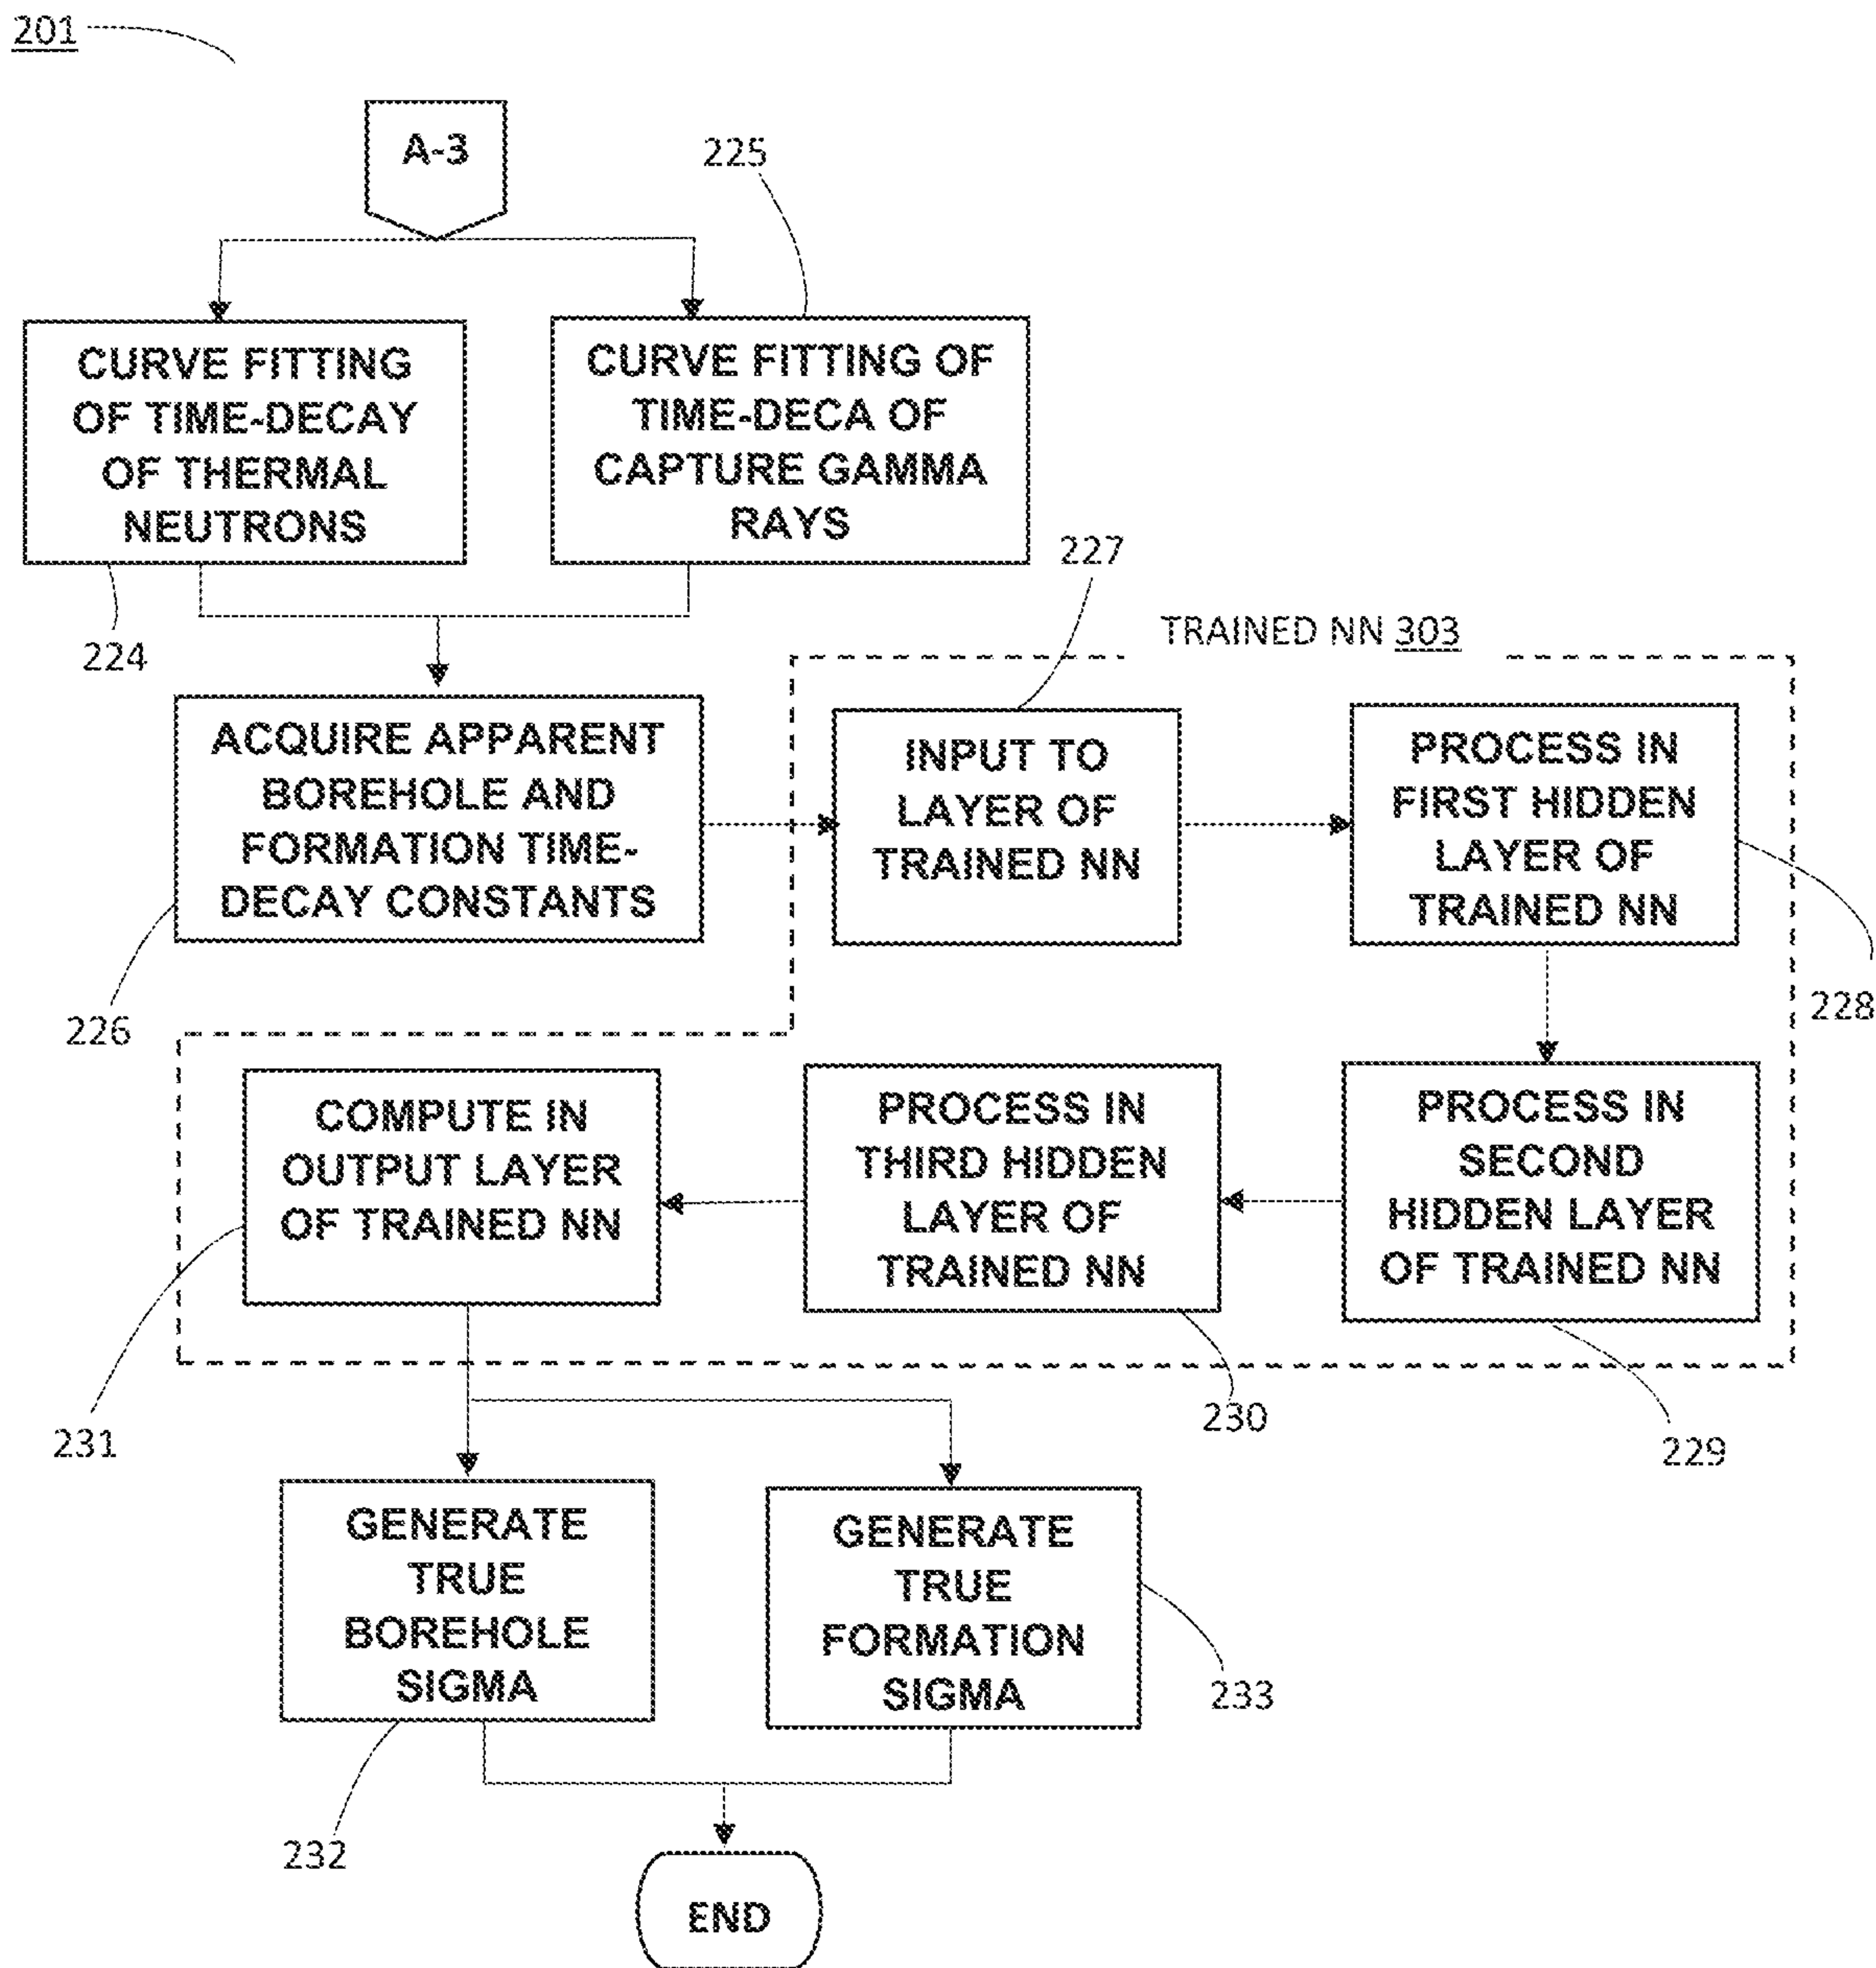 201
A-3
225
CURVE FITTING
OF TIME-DECAY
OF THERMAL
NEUTRONS
CURVE FITTING OF
TIME-DECA OF
CAPTURE GAMMA
RAYS
224
227
TRAINED NN 303
ACQUIRE APPARENT
BOREHOLE AND
FORMATION TIME-
DECAY CONSTANTS
INPUT TO
LAYER OF
TRAINED NN
PROCESS IN
FIRST HIDDEN
LAYER OF
TRAINED NN
226
228
COMPUTE IN
OUTPUT LAYER
OF TRAINED NN
PROCESS IN
THIRD HIDDEN
LAYER OF
TRAINED NN
PROCESS IN
SECOND
HIDDEN LAYER
OF TRAINED NN
231
230
229
GENERATE
TRUE
BOREHOLE
SIGMA
GENERATE
TRUE
FORMATION
SIGMA
233
232
END